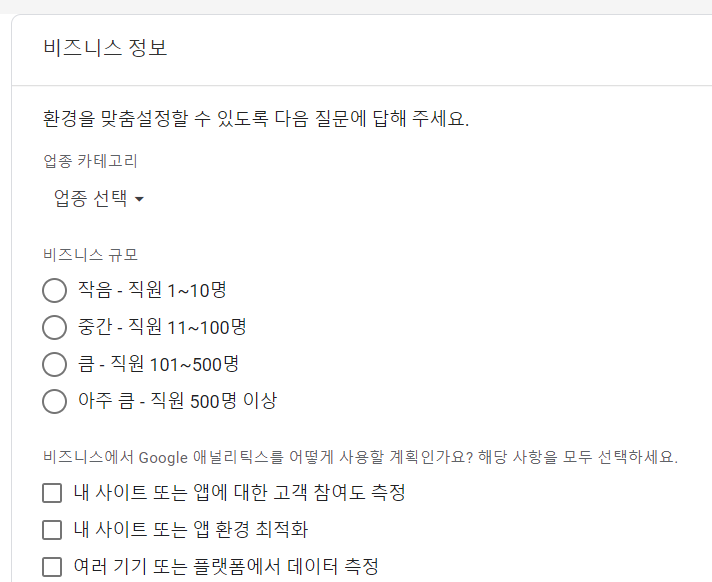 비즈니스 정보
환경을 맞춤설정할 수 있도록 다음 질문에 답해 주세요.
업종 카테고리
업종 선택
비즈니스 규모
작음 - 직원 1~10명
중간 - 직원 11~100명
큼 - 직원 101~500명
아주 큼 - 직원 500명 이상
비즈니스에서 Google 애널리틱스를 어떻게 사용할 계획인가요? 해당 사항을 모두 선택하세요.
내 사이트 또는 앱에 대한 고객 참여도 측정
내 사이트 또는 앱 환경 최적화
여러 기기 또는 플랫폼에서 데이터 측정